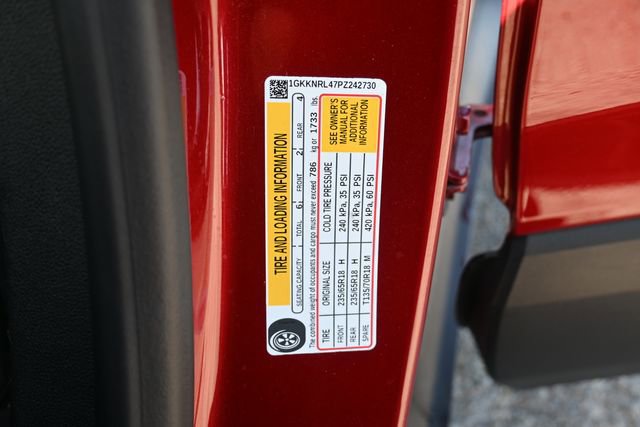 1GKKNRL47PZ242730
TIRE AND LOADING INFORMATION
SEATING CAPACITY TOTAL 6 FRONT 2 REAR 4
The combined weight of occupants and cargo must never exceed 786 kg or 1733 lbs.
TIRE ORIGINAL SIZE COLD TIRE PRESSURE
FRONT 235/65R18 H 240 kPa, 35 PSI
REAR 235/65R18 H 240 kPa, 35 PSI
SPARE T135/70R18 M 420 kPa, 60 PSI
SEE OWNER'S
MANUAL FOR
ADDITIONAL
INFORMATION